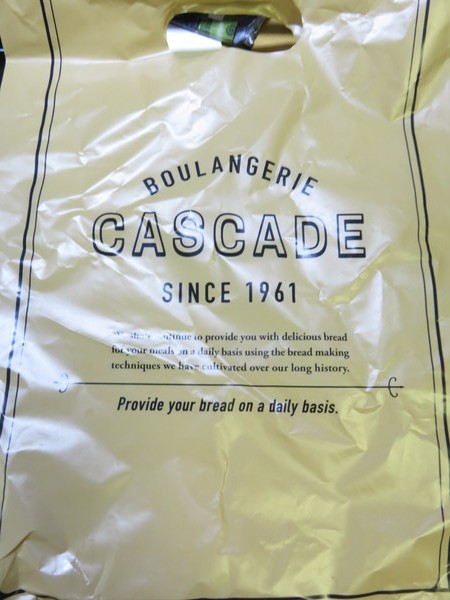 BOULANGERIE
CASCADE
SINCE 1961
to provide you with delicious bread
for your meals on a daily basis using the bread making
techniques we have cultivated over our long history.
Provide your bread on a daily basis.